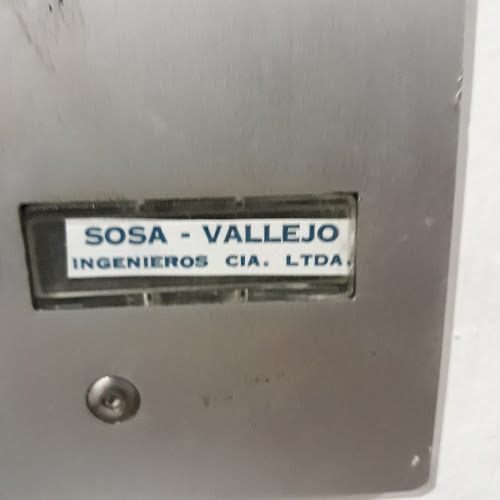 SOSA - VALLEJO
INGENIEROS CIA. LTDA.